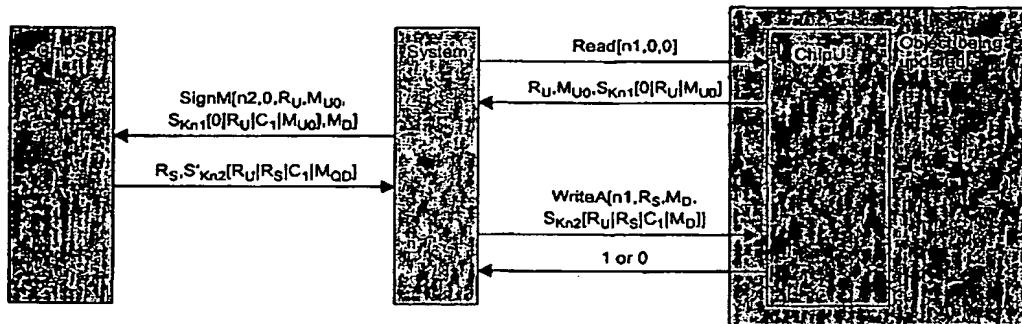 ChipS
System
ChipU
Object being
updated
Read[n1,0,0]
R_U,M_U0,S_Kn1[0|R_U|M_U0]
SignM[n2,0,R_U,M_U0,
S_Kn1[0|R_U|C_1|M_U0],M_D]
R_S,S*_Kn2[R_U|R_S|C_1|M_QD]
WriteA[n1,R_S,M_D,
S_Kn2[R_U|R_S|C_1|M_D]]
1 or 0